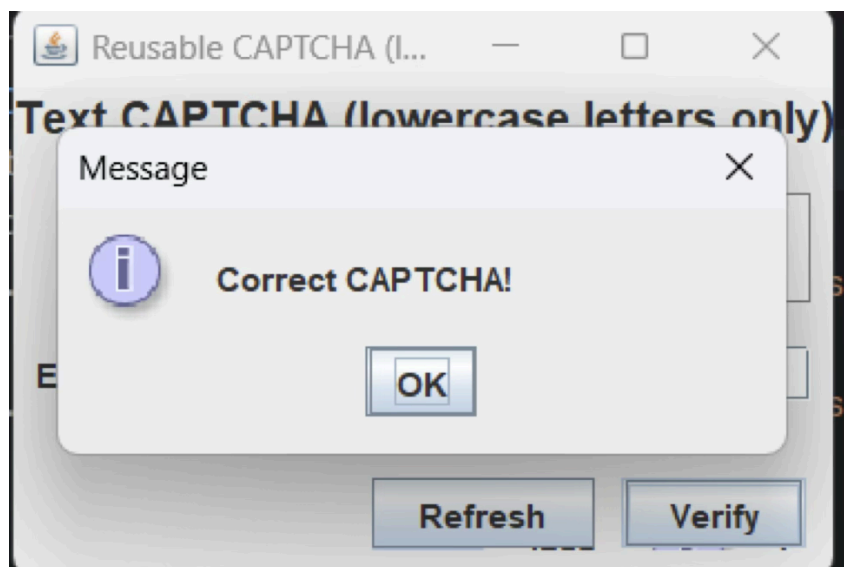 Reusable CAPTCHA (l...
Text CAPTCHA (lowercase letters only)
Message
Correct CAPTCHA!
E
OK
Refresh
Verify